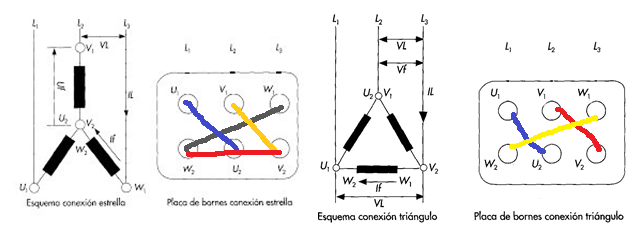 L₁ L₂ L₃
VL
V₁
IL
U₂ V₂
If
W₂
U₁ W₁
Esquema conexión estrella
L₁ L₂ L₃
U₁ V₁ W₁
W₂ U₂ V₂
Placa de bornes conexión estrella
L₁ L₂ L₃
VL
Vf
IL
U₂ V₁
U₁ W₂ W₁ V₂
If
VL
Esquema conexión triángulo
L₁ L₂ L₃
U₁ V₁ W₁
W₂ U₂ V₂
Placa de bornes conexión triángulo